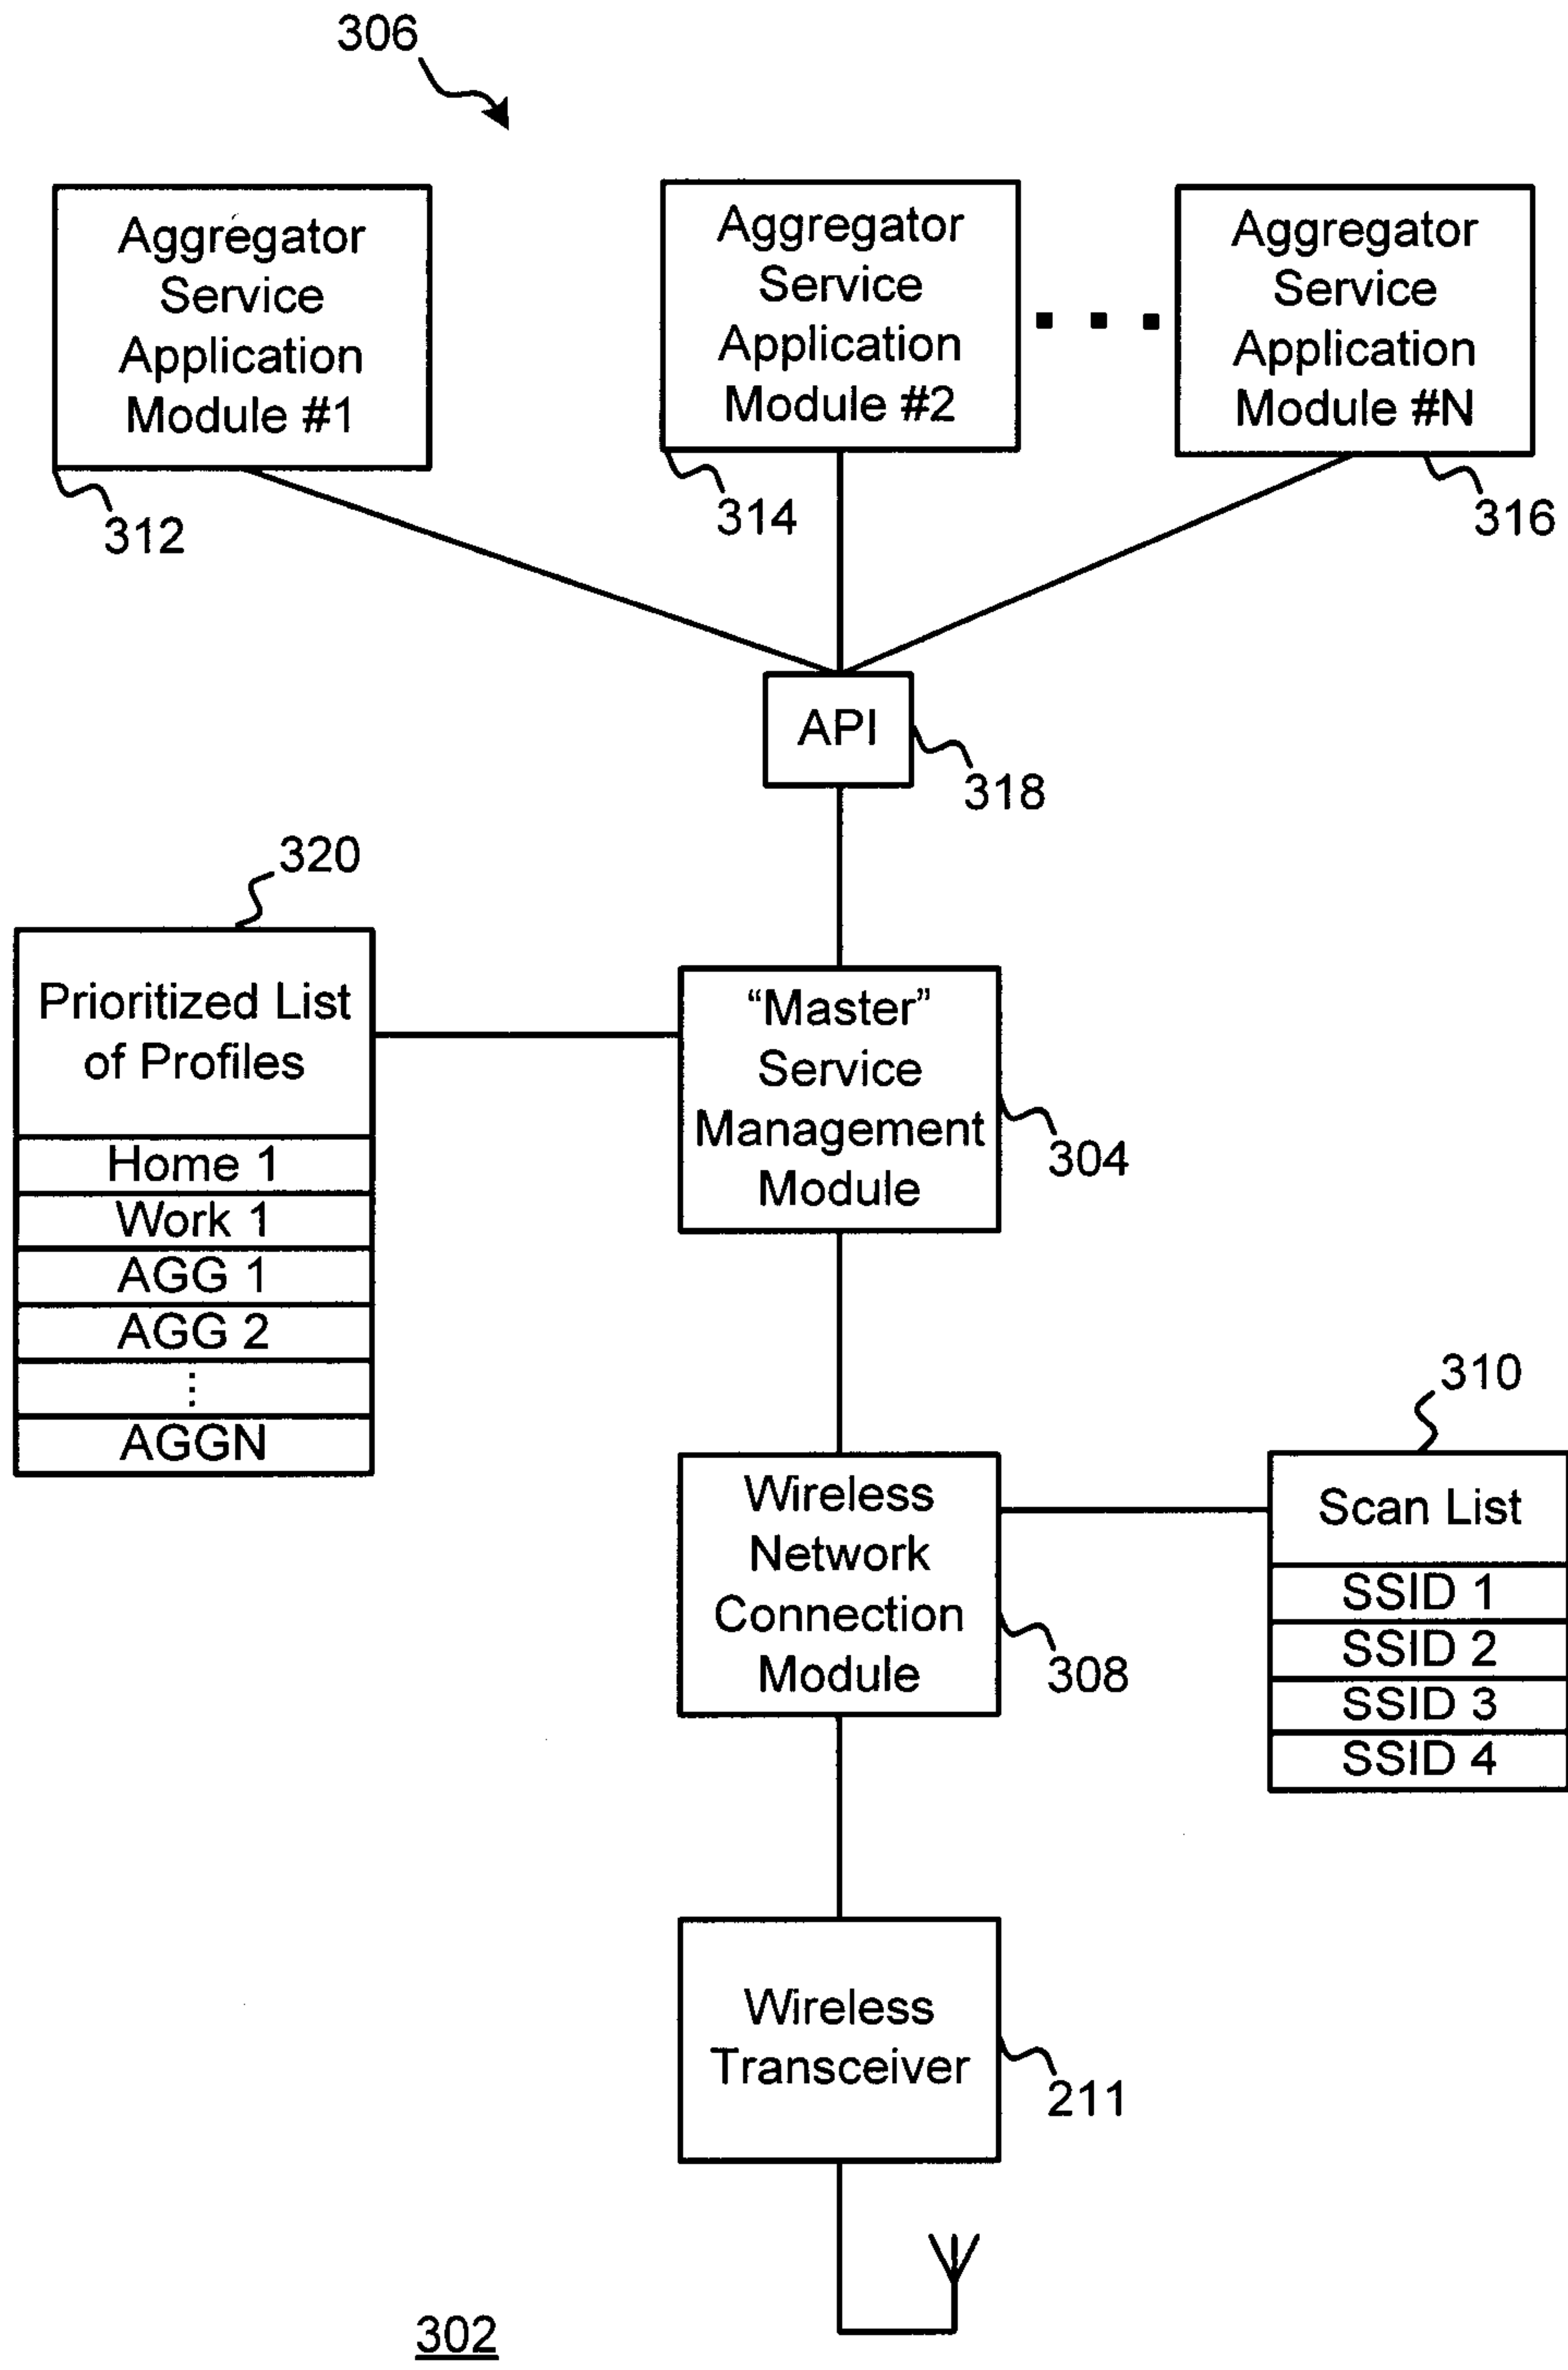 306
Aggregator
Service
Application
Module #1
Aggregator
Service
Application
Module #2
Aggregator
Service
Application
Module #N
312
314
316
API
318
320
Prioritized List
of Profiles
Home 1
Work 1
AGG 1
AGG 2
⋮
AGGN
“Master”
Service
Management
Module
304
310
Wireless
Network
Connection
Module
308
Scan List
SSID 1
SSID 2
SSID 3
SSID 4
Wireless
Transceiver
211
302